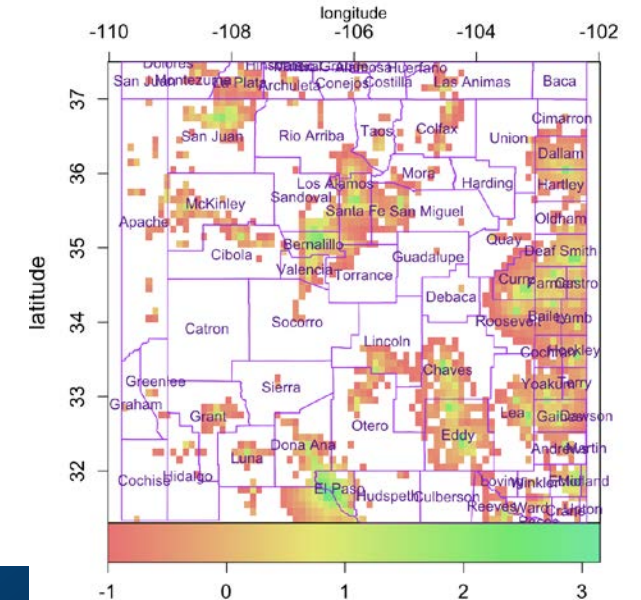 longitude
-110 -108 -106 -104 -102
Dolores Alamosa Huerfano
San Juan Montezuma La Plata Archuleta Conejos Costilla Las Animas Baca
37
Cimarron
San Juan Rio Arriba Taos Colfax Union
Dallam
36
Los Alamos Mora Harding Hartley
McKinley Sandoval
Santa Fe San Miguel
Apache Oldham
Bernalillo Quay
35
Cibola Guadalupe Deaf Smith
Valencia Torrance
Curry Parmer Castro
Debaca
latitude
34
Catron Socorro Roosevelt Bailey Lamb
Lincoln Cochran Hockley
Chaves
Greenlee Sierra Yoakum Terry
33
Graham Grant Otero Lea Gaines Dawson
Eddy
Dona Ana Andrews Martin
Luna
32
Cochise Hidalgo El Paso Hudspeth Culberson Loving Winkler Midland
Reeves Ward Crane Upton
-1 0 1 2 3